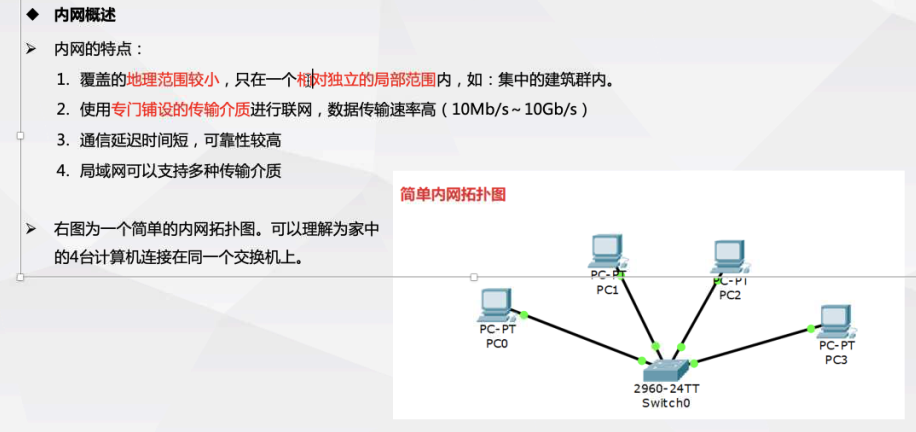 ◆ 内网概述
➢ 内网的特点：
1. 覆盖的地理范围较小，只在一个相对独立的局部范围内，如：集中的建筑群内。
2. 使用专门铺设的传输介质进行联网，数据传输速率高（10Mb/s～10Gb/s）
3. 通信延迟时间短，可靠性较高
4. 局域网可以支持多种传输介质
➢ 右图为一个简单的内网拓扑图。可以理解为家中
的4台计算机连接在同一个交换机上。
简单内网拓扑图
PC-PT
PC1
PC-PT
PC2
PC-PT
PC0
PC-PT
PC3
2960-24TT
Switch0